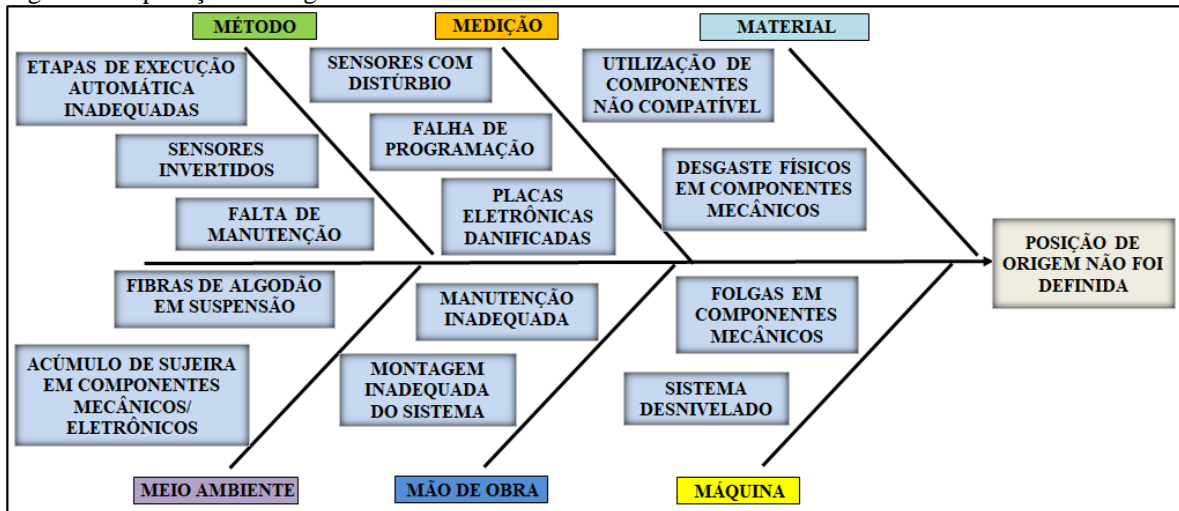 MÉTODO
MEDIÇÃO
MATERIAL
ETAPAS DE EXECUÇÃO
AUTOMÁTICA
INADEQUADAS
SENSORES
INVERTIDOS
FALTA DE
MANUTENÇÃO
SENSORES COM
DISTÚRBIO
FALHA DE
PROGRAMAÇÃO
PLACAS
ELETRÔNICAS
DANIFICADAS
UTILIZAÇÃO DE
COMPONENTES
NÃO COMPATÍVEL
DESGASTE FÍSICOS
EM COMPONENTES
MECÂNICOS
POSIÇÃO DE
ORIGEM NÃO FOI
DEFINIDA
FIBRAS DE ALGODÃO
EM SUSPENSÃO
ACÚMULO DE SUJEIRA
EM COMPONENTES
MECÂNICOS/
ELETRÔNICOS
MANUTENÇÃO
INADEQUADA
MONTAGEM
INADEQUADA
DO SISTEMA
FOLGAS EM
COMPONENTES
MECÂNICOS
SISTEMA
DESNIVELADO
MEIO AMBIENTE
MÃO DE OBRA
MÁQUINA